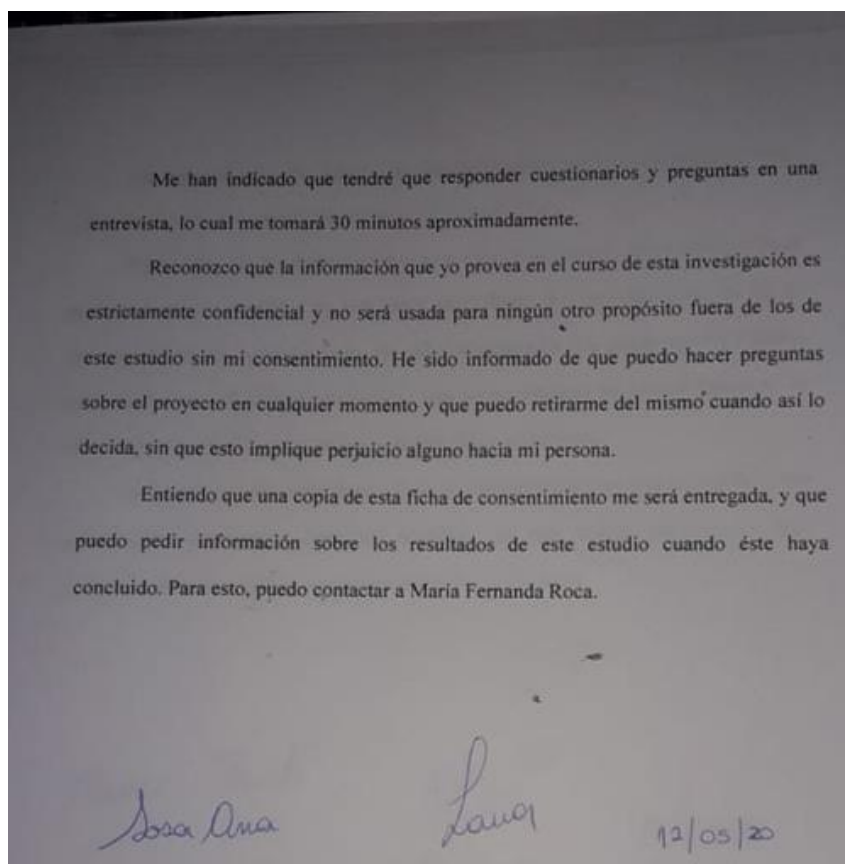 Me han indicado que tendré que responder cuestionarios y preguntas en una
entrevista, lo cual me tomará 30 minutos aproximadamente.
Reconozco que la información que yo provea en el curso de esta investigación es
estrictamente confidencial y no será usada para ningún otro propósito fuera de los de
este estudio sin mi consentimiento. He sido informado de que puedo hacer preguntas
sobre el proyecto en cualquier momento y que puedo retirarme del mismo cuando así lo
decida, sin que esto implique perjuicio alguno hacia mi persona.
Entiendo que una copia de esta ficha de consentimiento me será entregada, y que
puedo pedir información sobre los resultados de este estudio cuando éste haya
concluido. Para esto, puedo contactar a María Fernanda Roca.
Sosa Ana 12/05/20